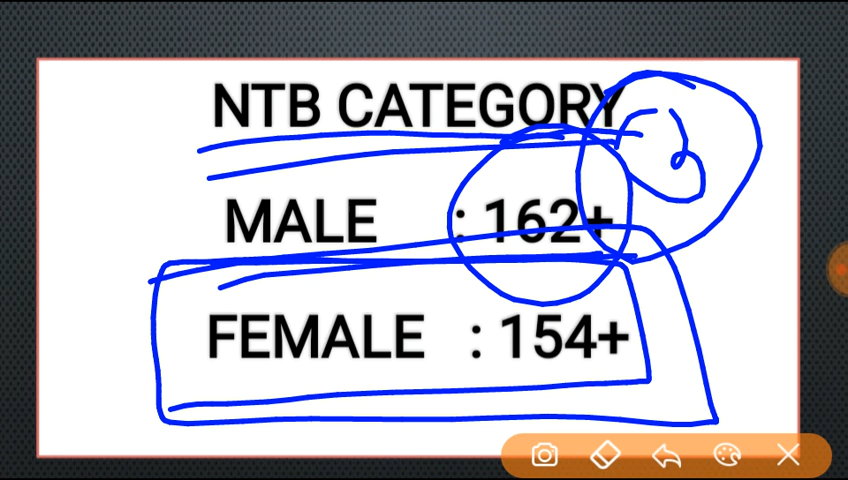 NTB CATEGORY
MALE : 162+
FEMALE : 154+